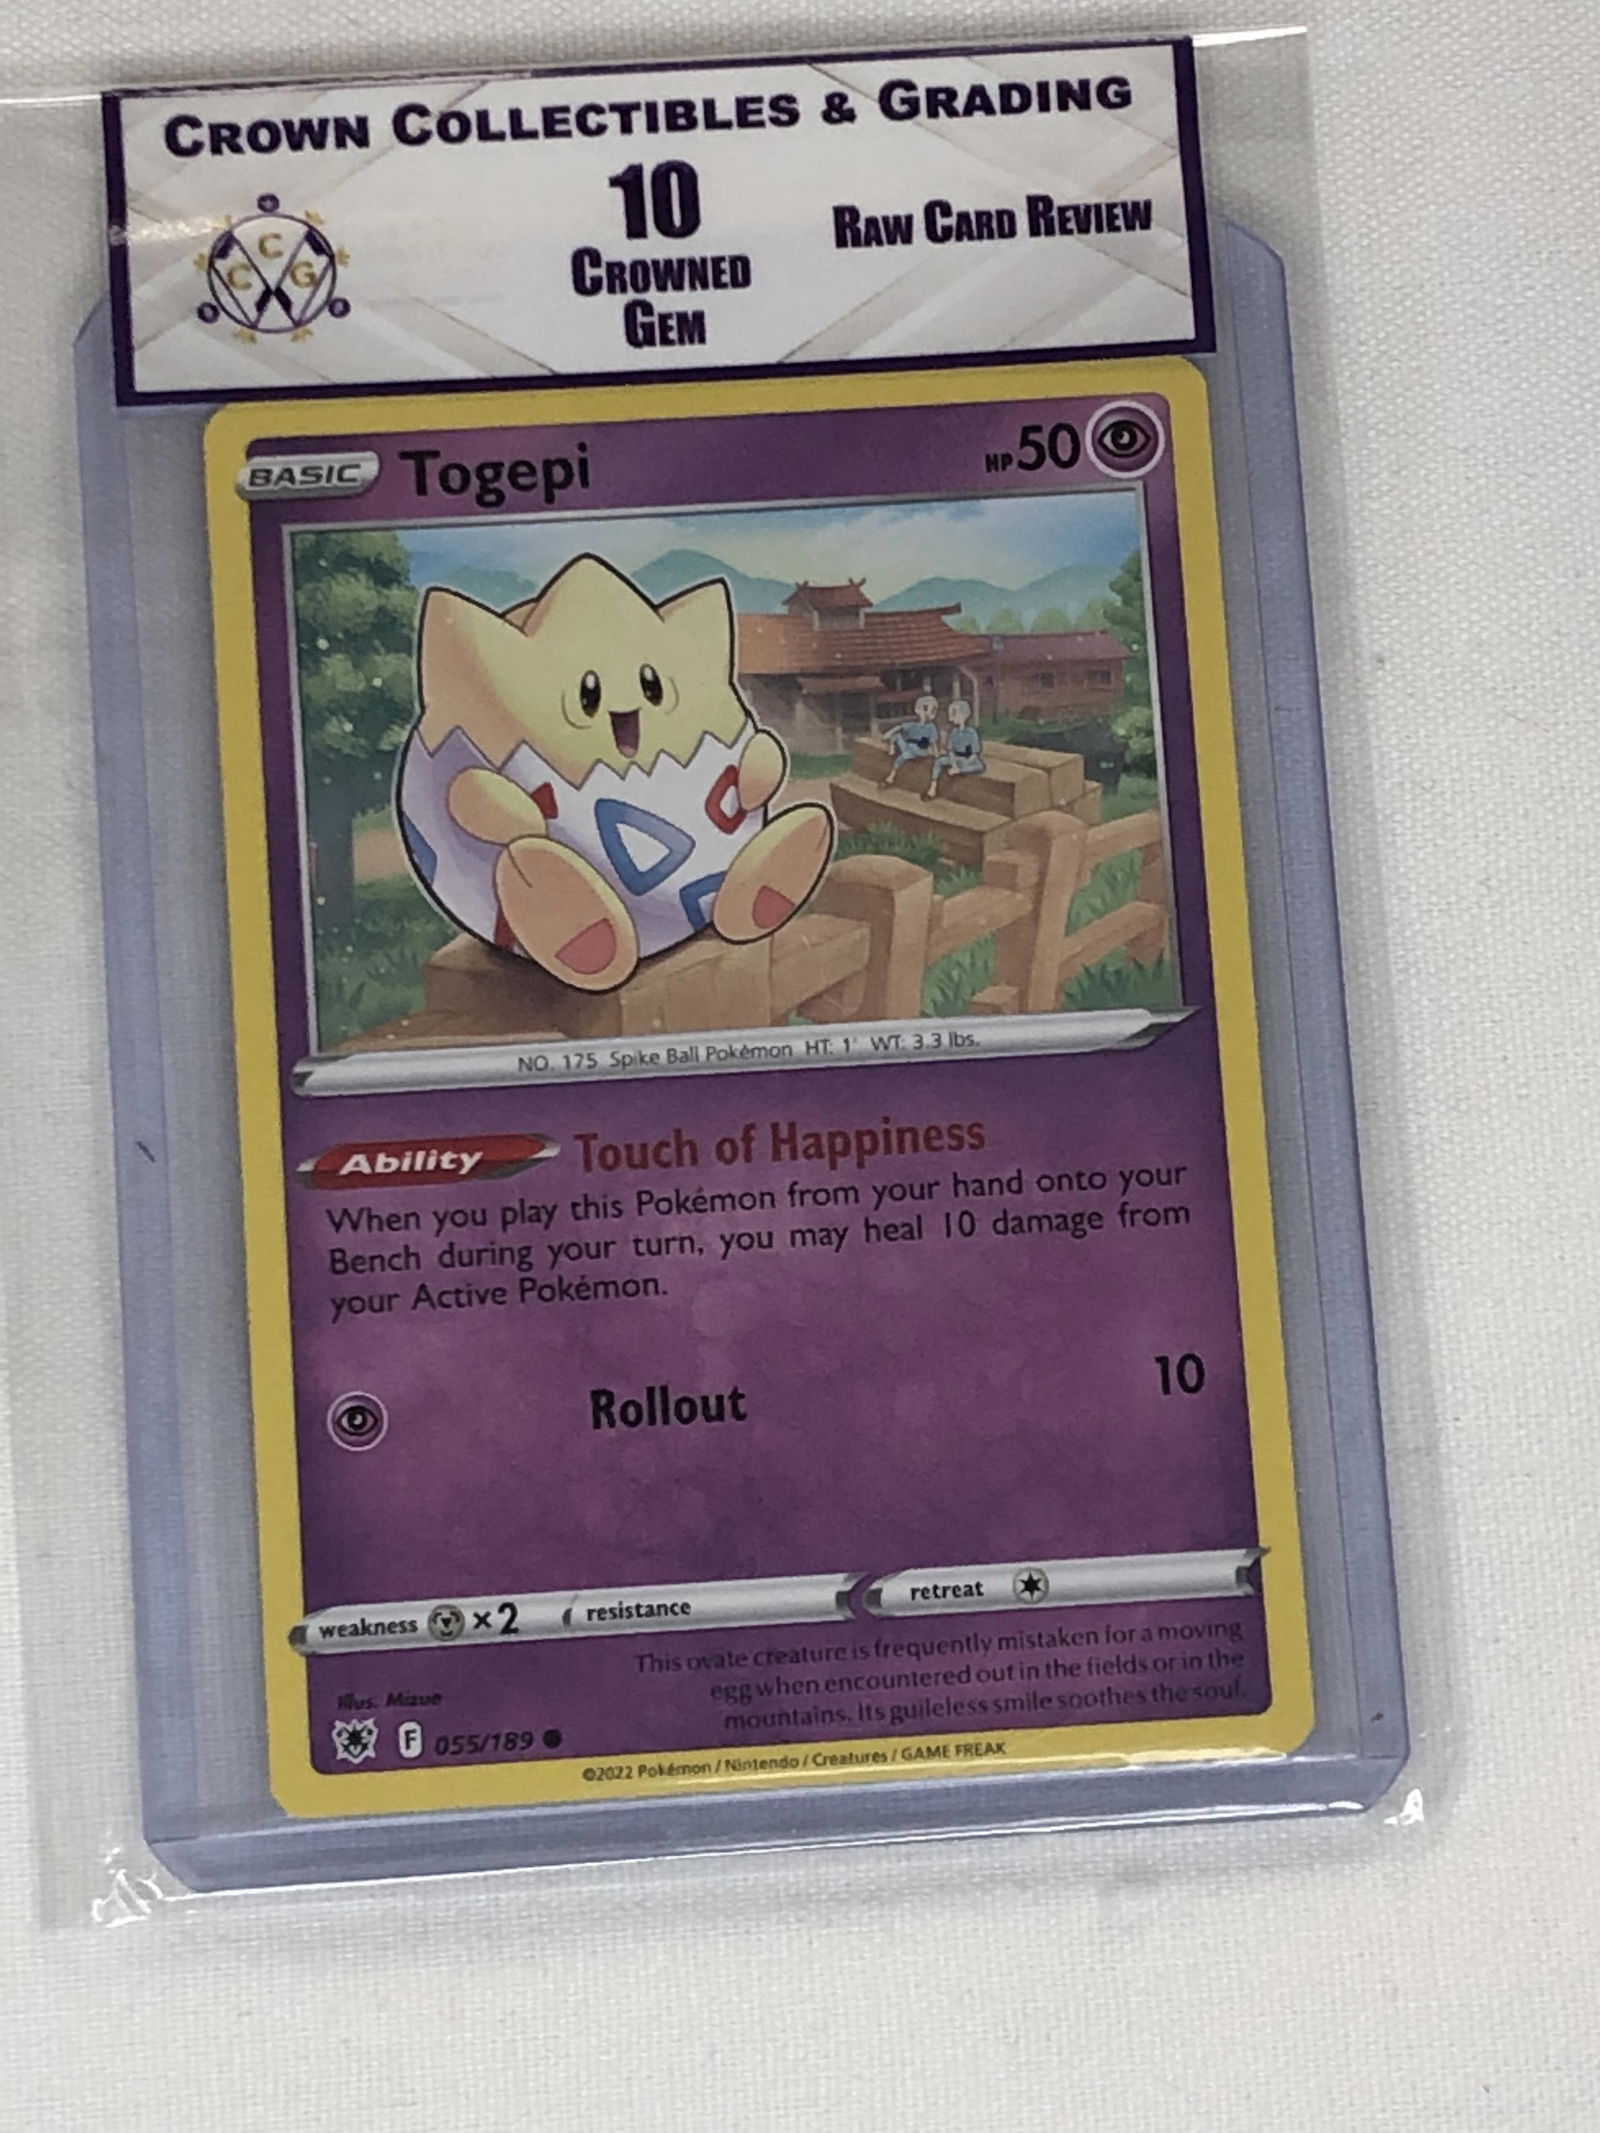 CROWN COLLECTIBLES & GRADING
10
CROWNED
GEM
RAW CARD REVIEW
C
C G
BASIC Togepi HP 50
NO. 175 Spike Ball Pokémon HT: 1' WT: 3.3 lbs.
Ability Touch of Happiness
When you play this Pokémon from your hand onto your
Bench during your turn, you may heal 10 damage from
your Active Pokémon.
Rollout 10
weakness ×2 resistance retreat
This ovate creature is frequently mistaken for a moving
egg when encountered out in the fields or in the
mountains. Its guileless smile soothes the soul.
Illus. Mizue
F 055/189
©2022 Pokémon / Nintendo / Creatures / GAME FREAK